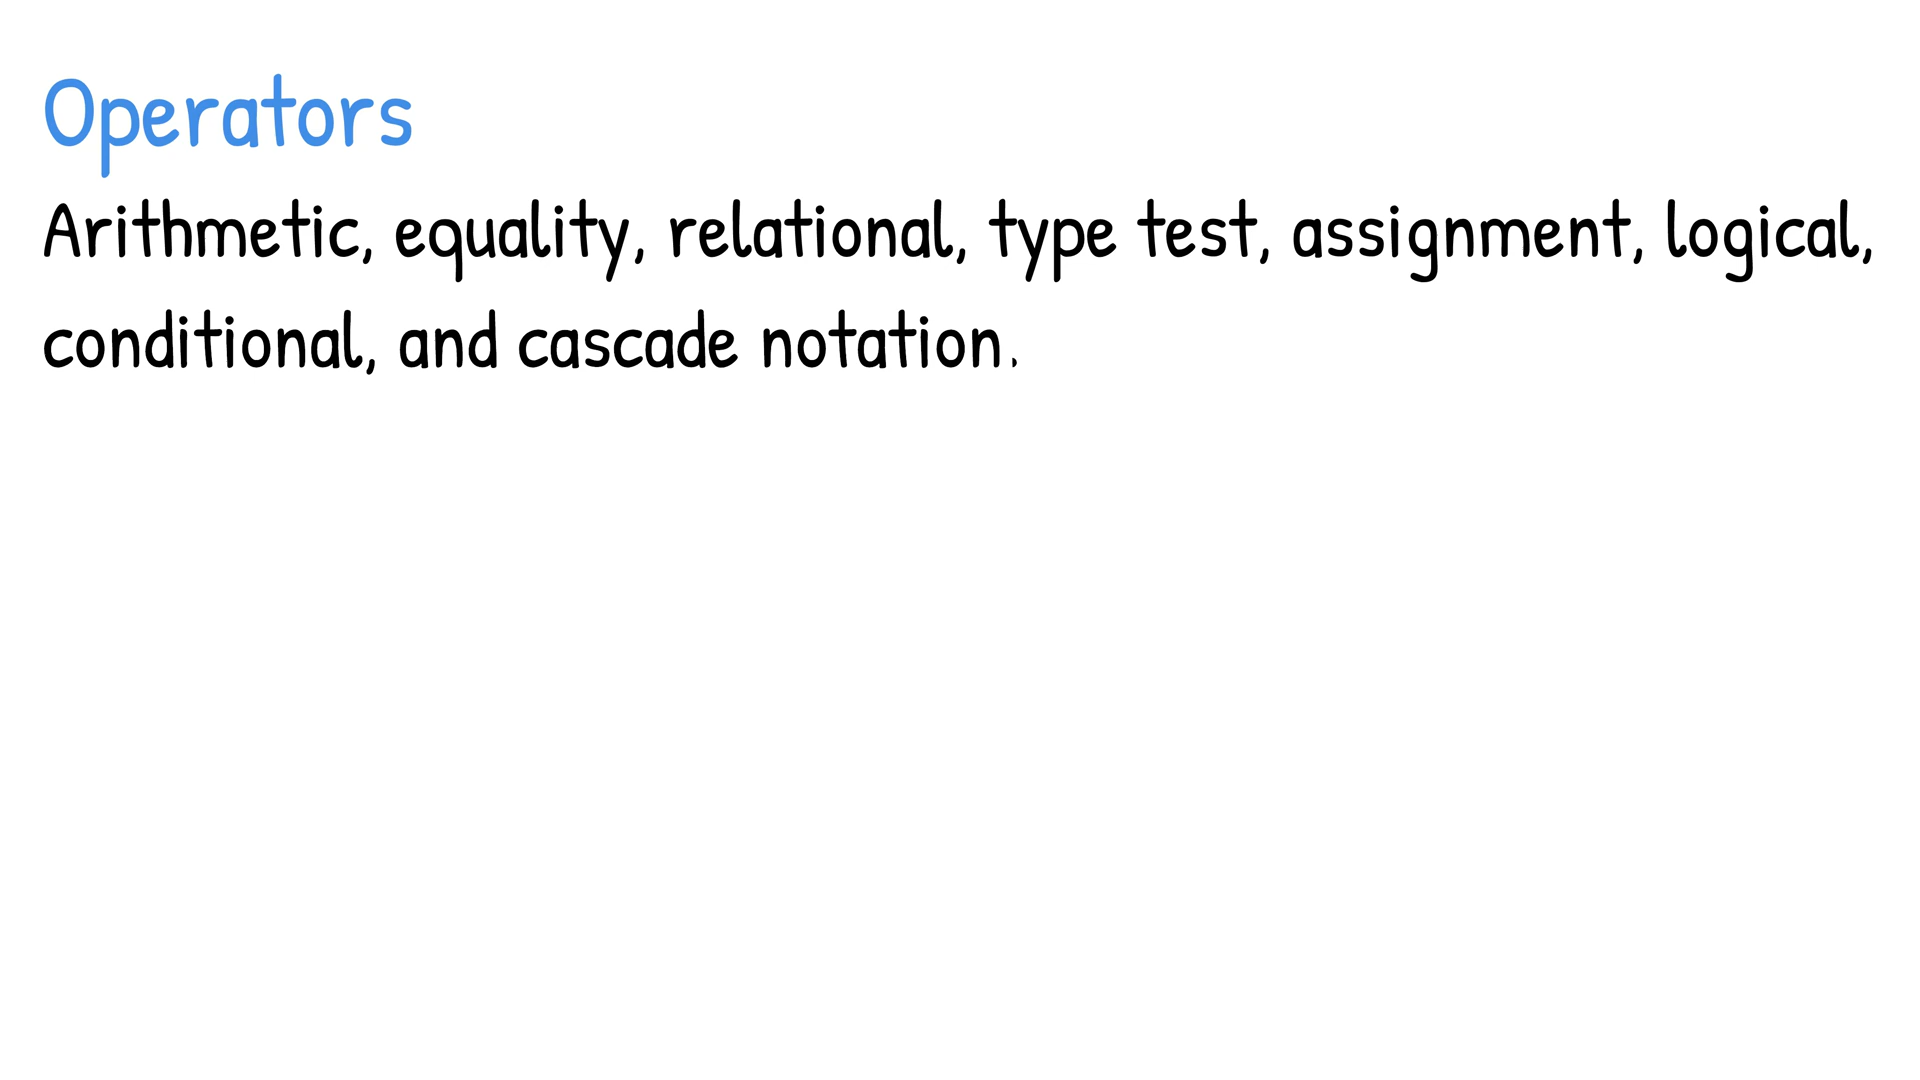 Operators
Arithmetic, equality, relational, type test, assignment, logical,
conditional, and cascade notation.